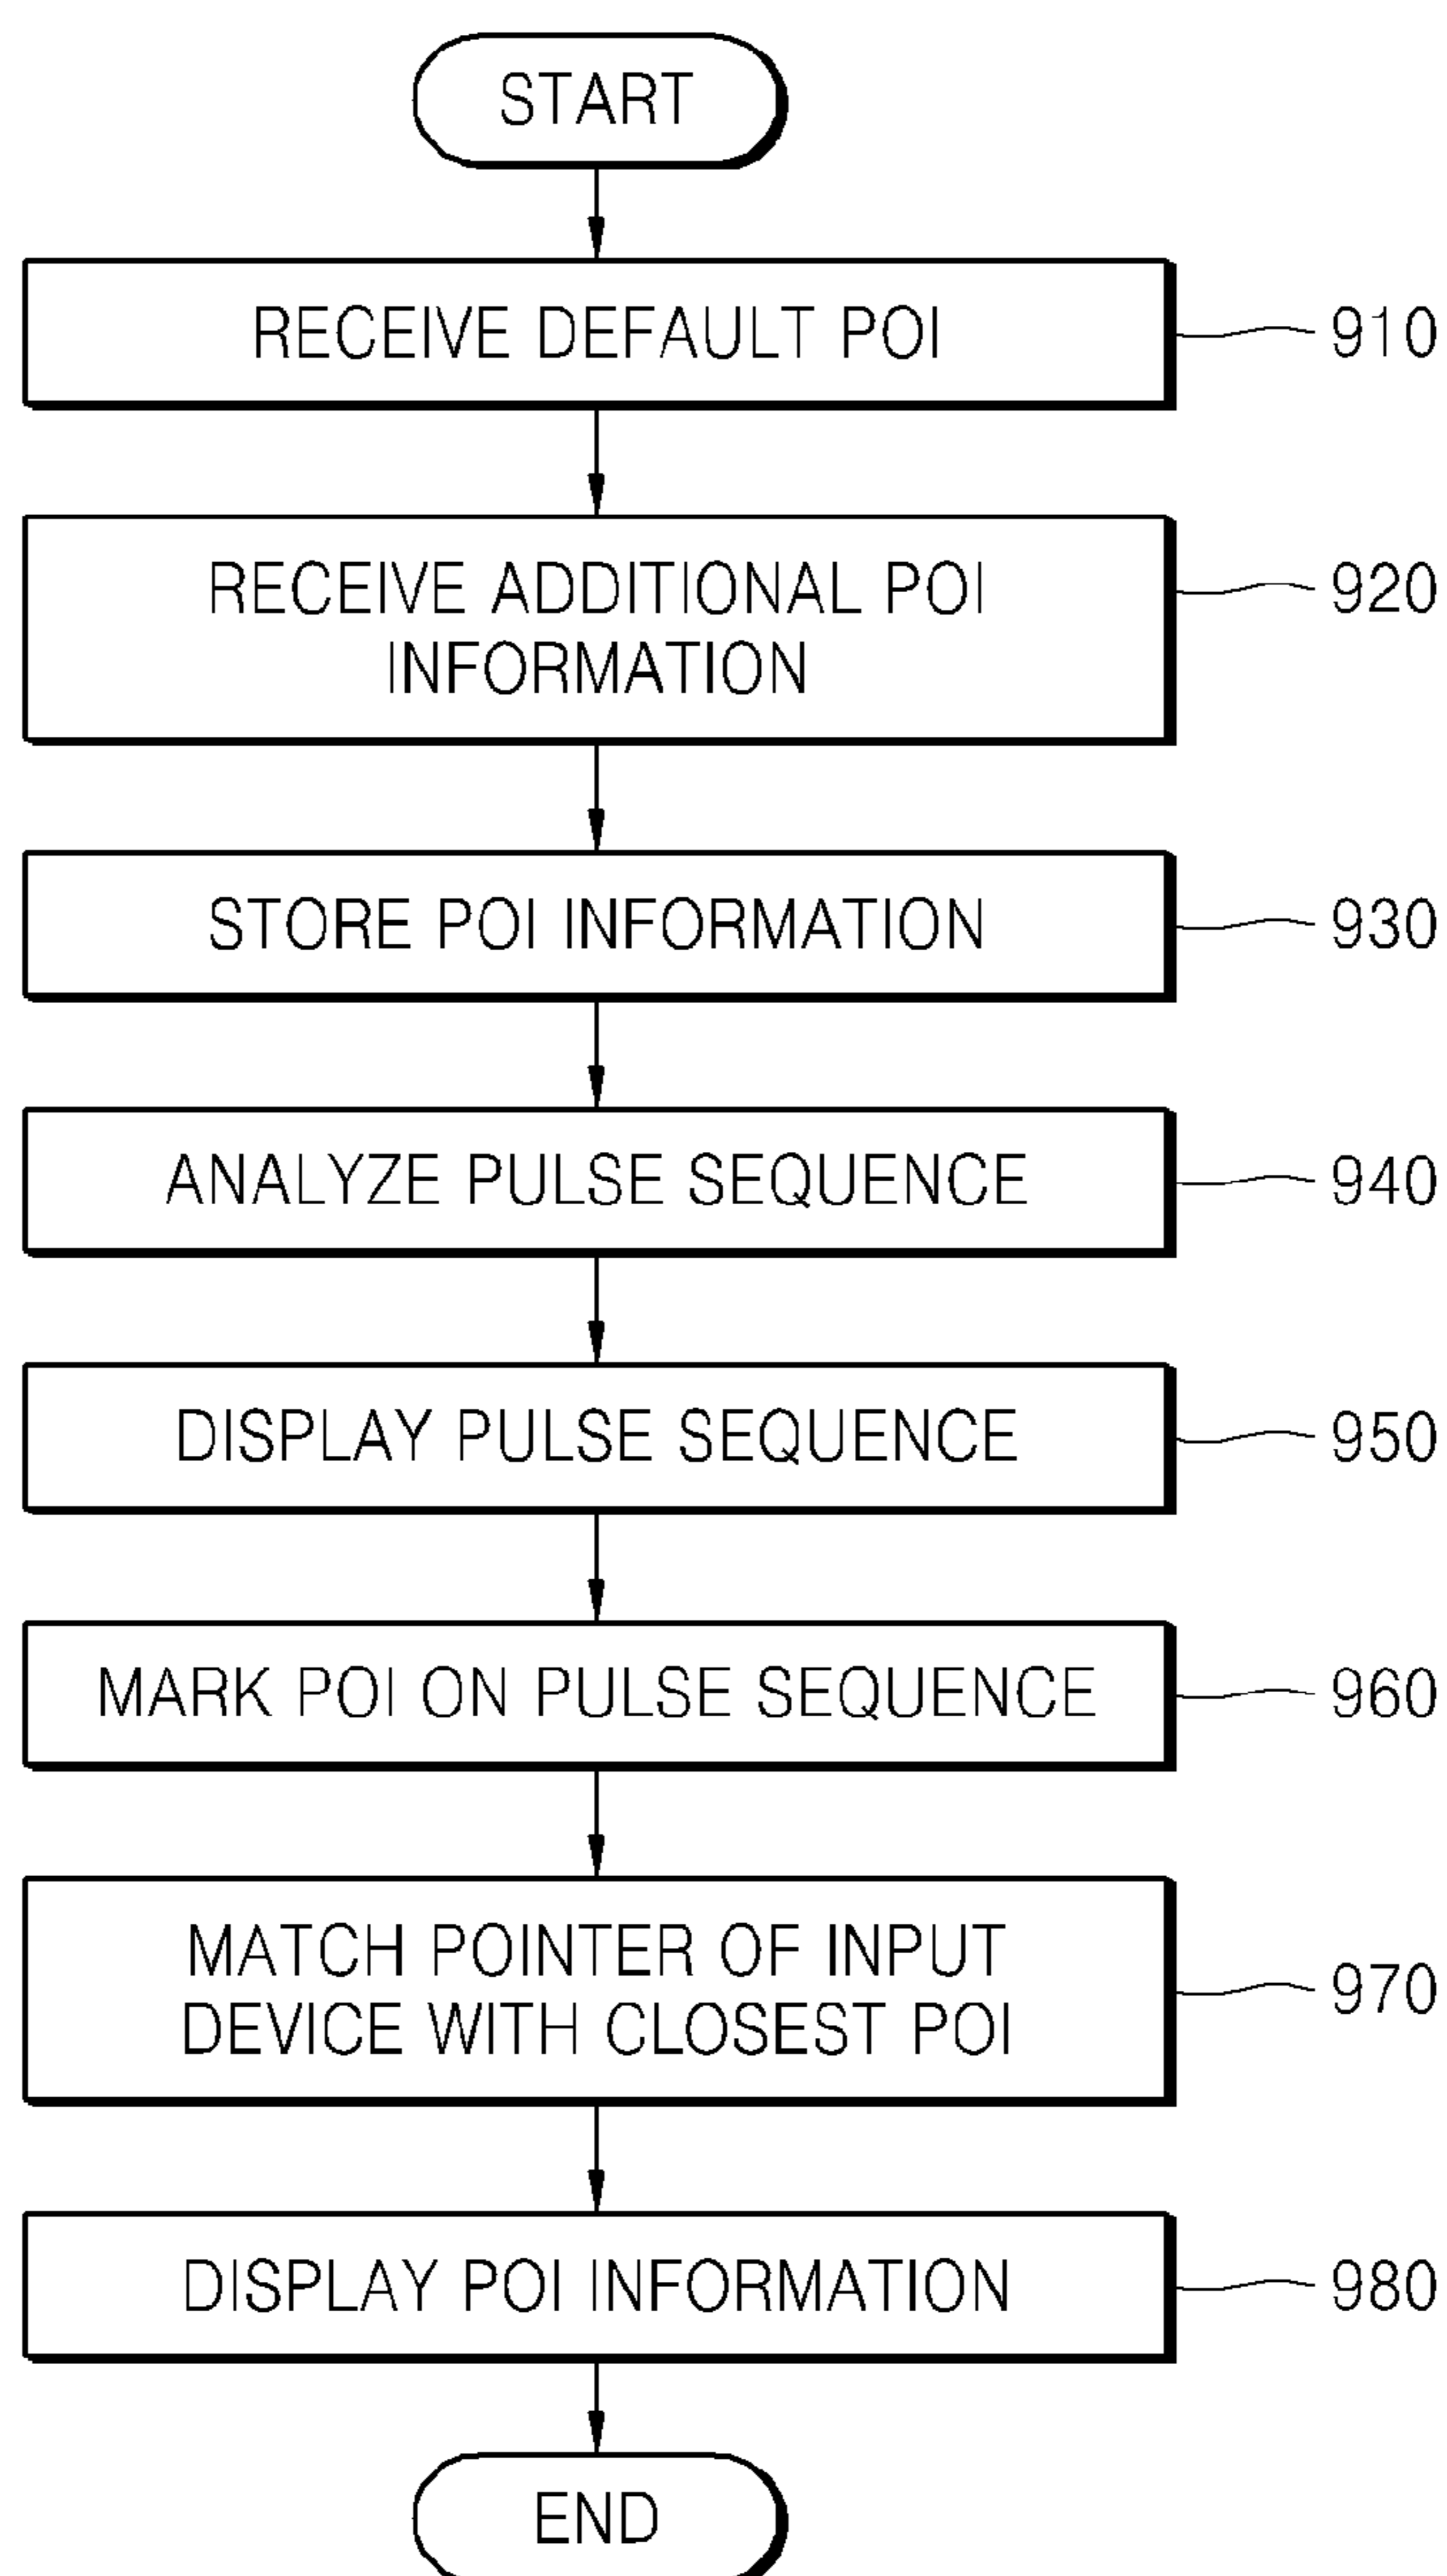 START
RECEIVE DEFAULT POI
910
RECEIVE ADDITIONAL POI
INFORMATION
920
STORE POI INFORMATION
930
ANALYZE PULSE SEQUENCE
940
DISPLAY PULSE SEQUENCE
950
MARK POI ON PULSE SEQUENCE
960
MATCH POINTER OF INPUT
DEVICE WITH CLOSEST POI
970
DISPLAY POI INFORMATION
980
END